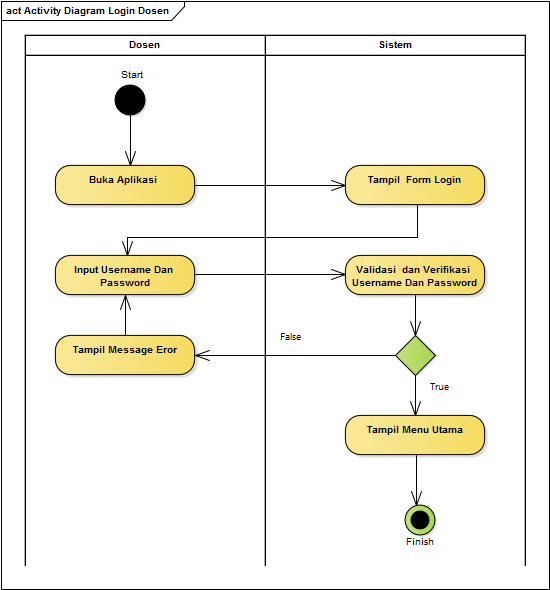 act Activity Diagram Login Dosen
Dosen
Sistem
Start
Buka Aplikasi
Tampil Form Login
Input Username Dan
Password
Validasi dan Verifikasi
Username Dan Password
False
Tampil Message Eror
True
Tampil Menu Utama
Finish